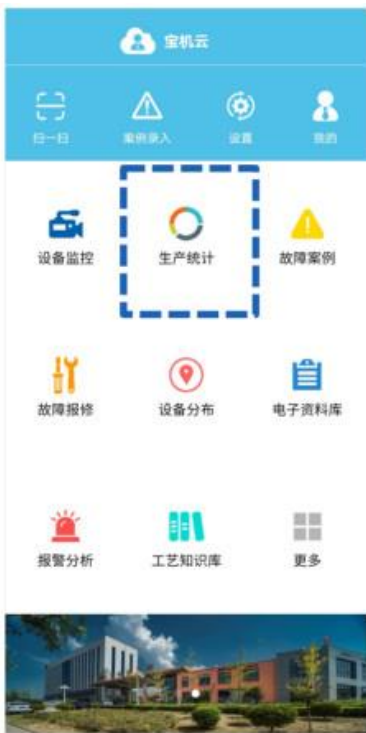 宝机云
扫一扫 案例录入 设置 我的
设备监控 生产统计 故障案例
故障报修 设备分布 电子资料库
报警分析 工艺知识库 更多